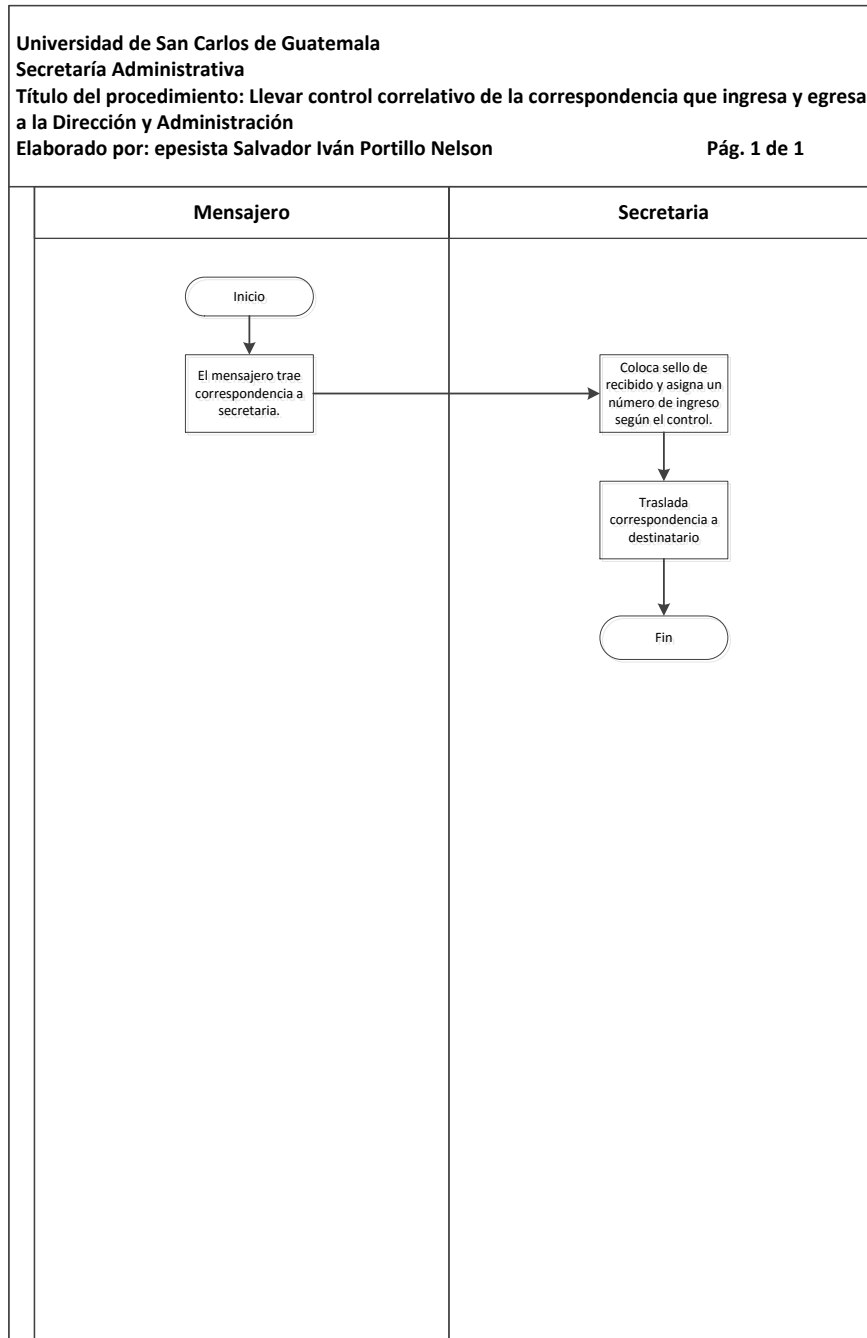 Universidad de San Carlos de Guatemala
Secretaría Administrativa
Título del procedimiento: Llevar control correlativo de la correspondencia que ingresa y egresa
a la Dirección y Administración
Elaborado por: epesista Salvador Iván Portillo Nelson Pág. 1 de 1
Mensajero Secretaria
Inicio
El mensajero trae
correspondencia a
secretaria.
Coloca sello de
recibido y asigna un
número de ingreso
según el control.
Traslada
correspondencia a
destinatario
Fin